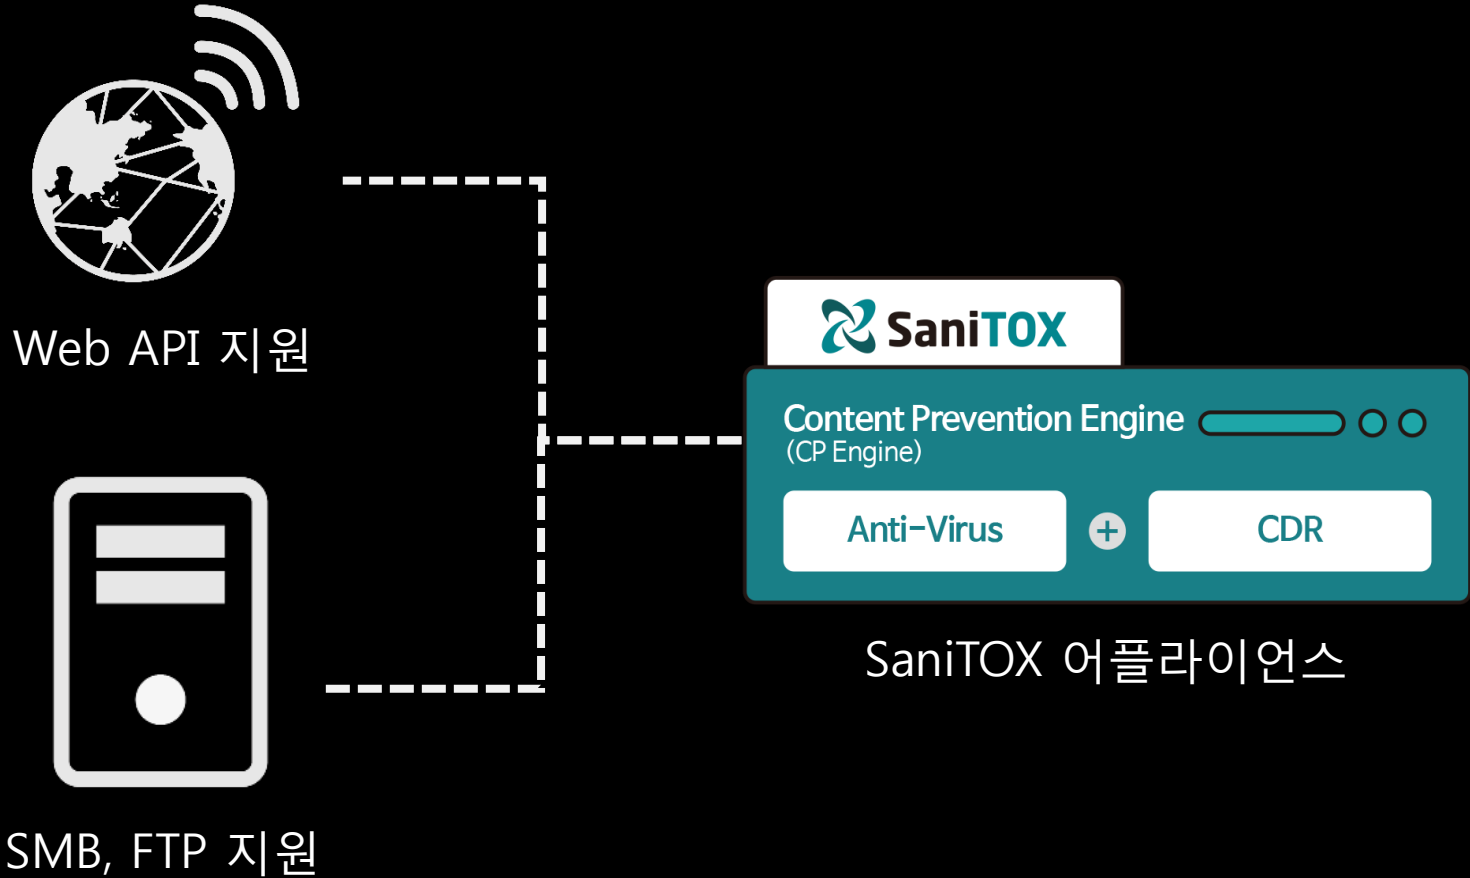 Web API 지원
SaniTOX
Content Prevention Engine
(CP Engine)
Anti-Virus
+
CDR
SaniTOX 어플라이언스
SMB, FTP 지원